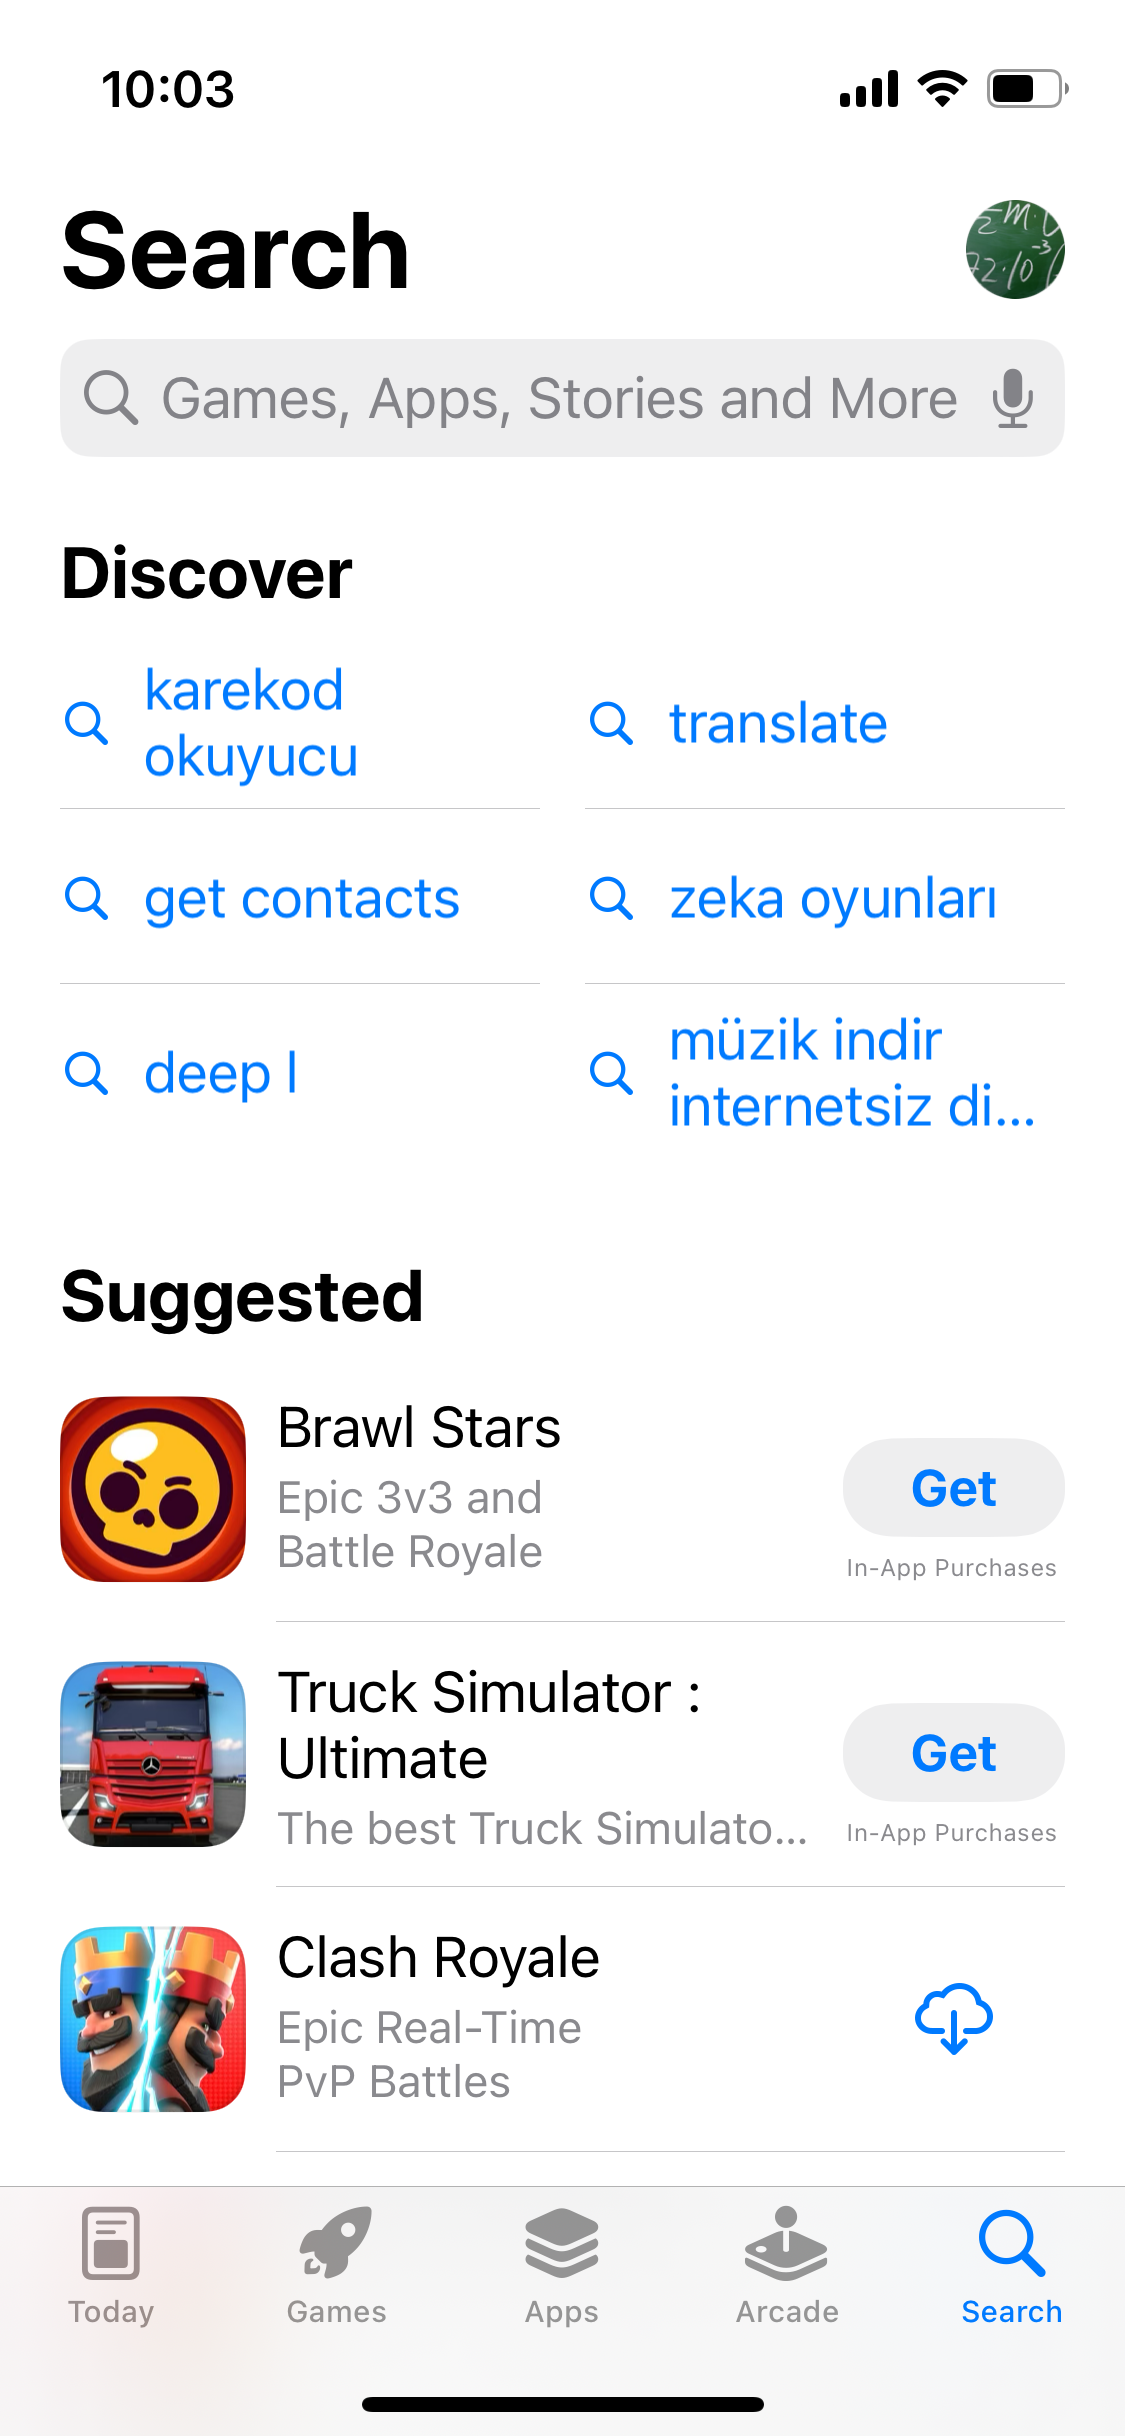 10:03
Search
Games, Apps, Stories and More
Discover
karekod
okuyucu
translate
get contacts
zeka oyunları
deep l
müzik indir
internetsiz di...
Suggested
Brawl Stars
Epic 3v3 and
Battle Royale
Get
In-App Purchases
Truck Simulator :
Ultimate
The best Truck Simulato...
Get
In-App Purchases
Clash Royale
Epic Real-Time
PvP Battles
Today
Games
Apps
Arcade
Search